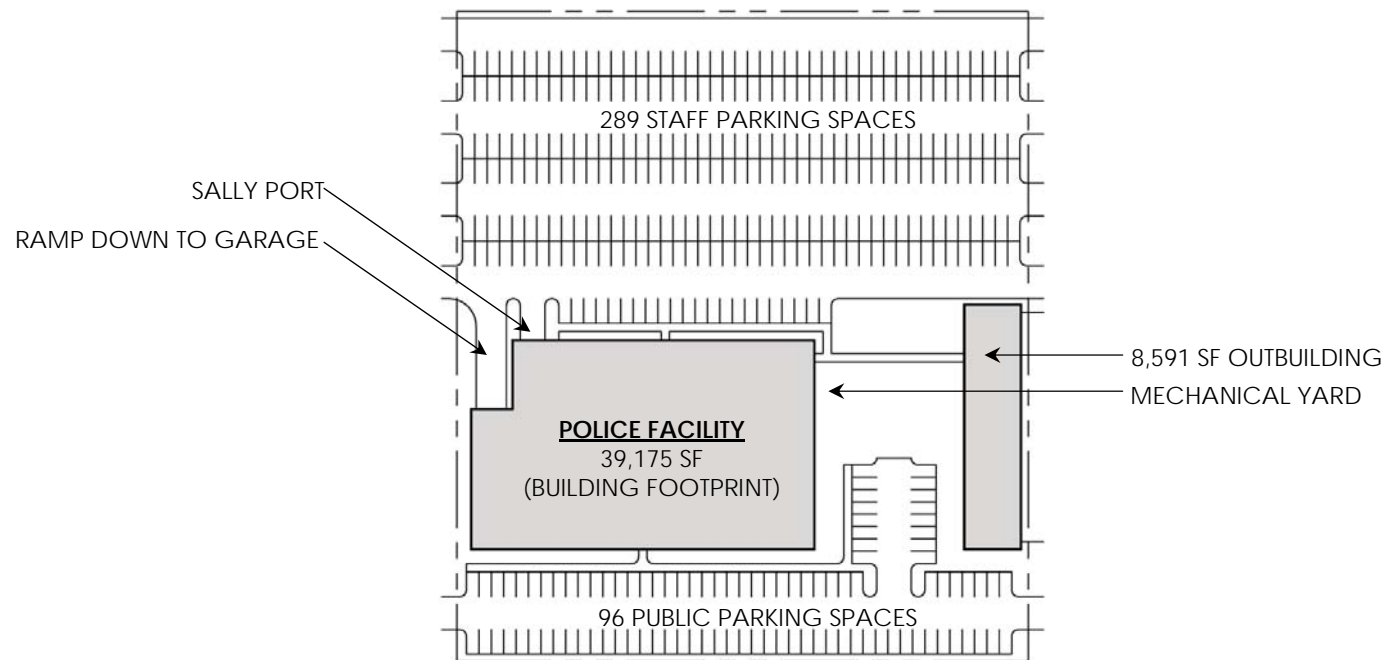 289 STAFF PARKING SPACES
SALLY PORT
RAMP DOWN TO GARAGE
8,591 SF OUTBUILDING
MECHANICAL YARD
POLICE FACILITY
39,175 SF
(BUILDING FOOTPRINT)
96 PUBLIC PARKING SPACES